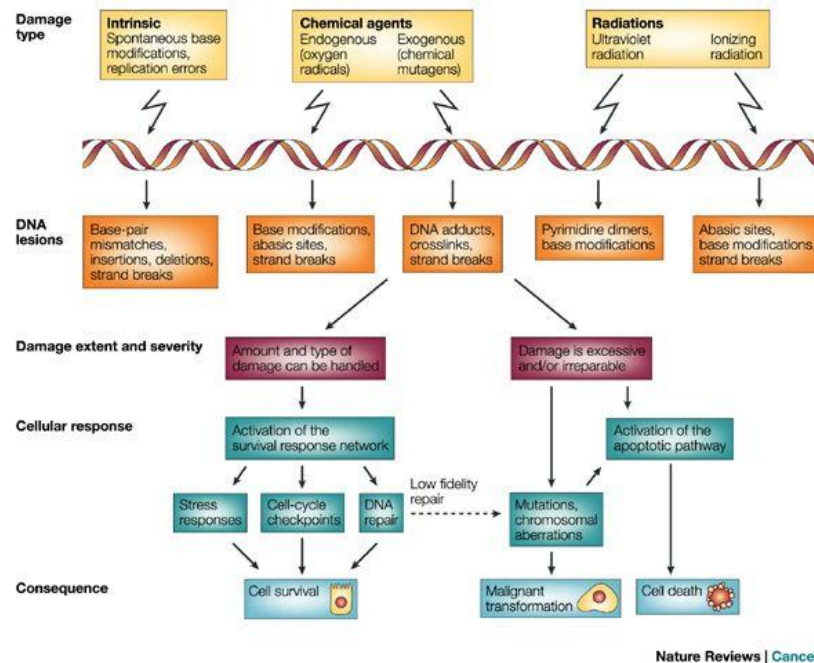 Damage
type
Intrinsic
Spontaneous base
modifications,
replication errors
Chemical agents
Endogenous
(oxygen
radicals)
Exogenous
(chemical
mutagens)
Radiations
Ultraviolet
radiation
Ionizing
radiation
DNA
lesions
Base-pair
mismatches,
insertions, deletions,
strand breaks
Base modifications,
abasic sites,
strand breaks
DNA adducts,
crosslinks,
strand breaks
Pyrimidine dimers,
base modifications
Abasic sites,
base modifications,
strand breaks
Damage extent and severity
Amount and type of
damage can be handled
Damage is excessive
and/or irreparable
Cellular response
Activation of the
survival response network
Activation of the
apoptotic pathway
Stress
responses
Cell-cycle
checkpoints
DNA
repair
Low fidelity
repair
Mutations,
chromosomal
aberrations
Consequence
Cell survival
Malignant
transformation
Cell death
Nature Reviews | Cance